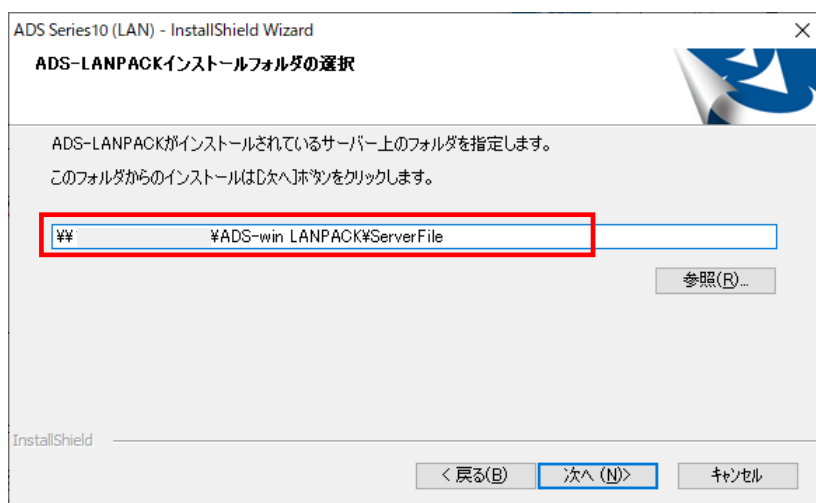 ADS Series10 (LAN) - InstallShield Wizard
ADS-LANPACKインストールフォルダの選択
ADS-LANPACKがインストールされているサーバー上のフォルダを指定します。
このフォルダからのインストールは[次へ]ボタンをクリックします。
¥¥ ¥ADS-win LANPACK¥ServerFile
参照(R)...
InstallShield
< 戻る(B)
次へ (N)>
キャンセル